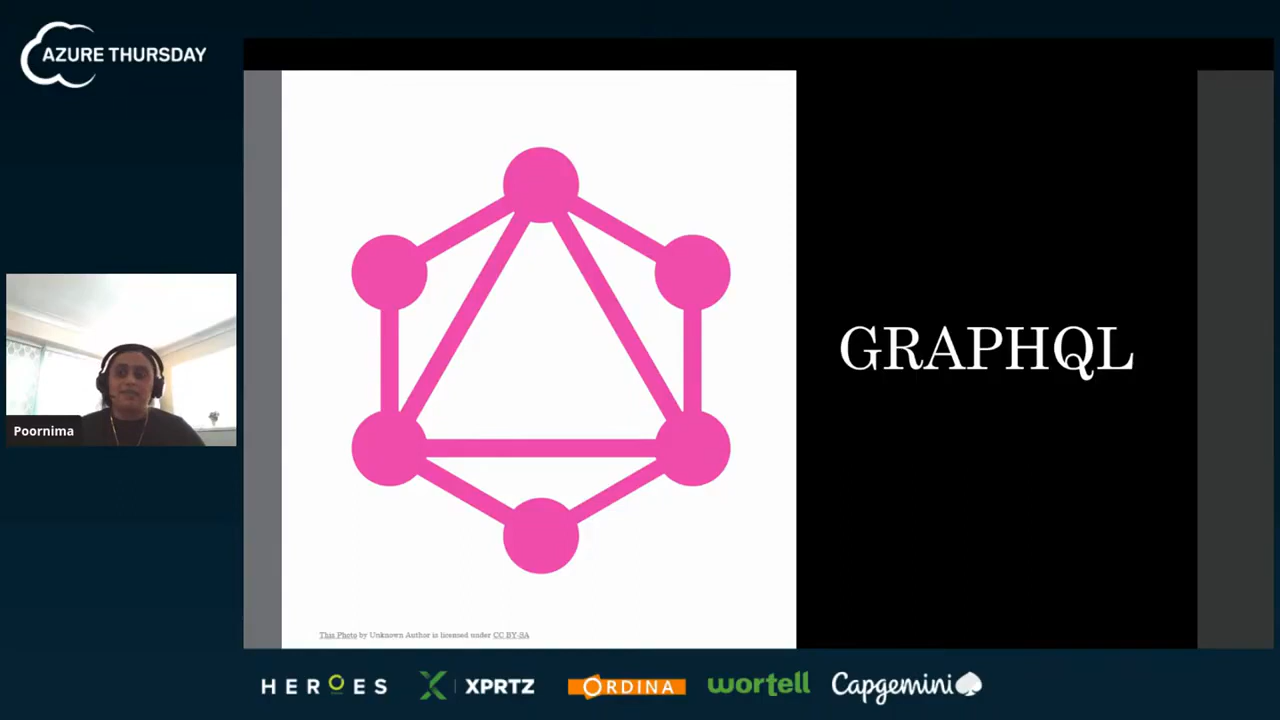 AZURE THURSDAY
GRAPHQL
Poornima
This Photo by Unknown Author is licensed under CC BY-SA
HEROES
XPRTZ
ORDINA
wortell
Capgemini